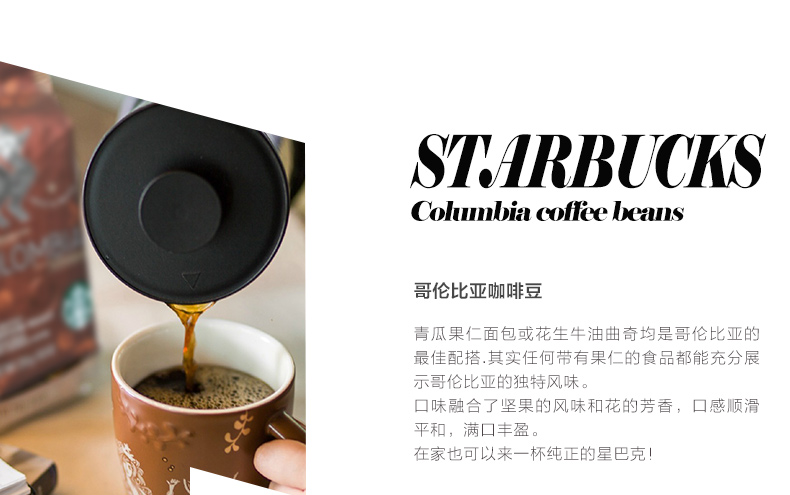 STARBUCKS
Columbia coffee beans
哥伦比亚咖啡豆
青瓜果仁面包或花生牛油曲奇均是哥伦比亚的
最佳配搭.其实任何带有果仁的食品都能充分展
示哥伦比亚的独特风味。
口味融合了坚果的风味和花的芳香，口感顺滑
平和，满口丰盈。
在家也可以来一杯纯正的星巴克！